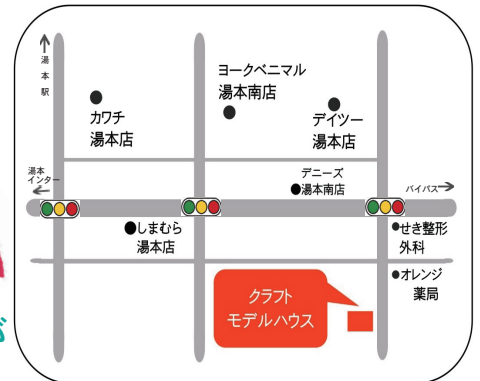 湯本駅
ヨークベニマル
湯本南店
カワチ
湯本店
デイツー
湯本店
湯本
インター
デニーズ
湯本南店
バイパス
しまむら
湯本店
せき整形
外科
オレンジ
薬局
クラフト
モデルハウス
が